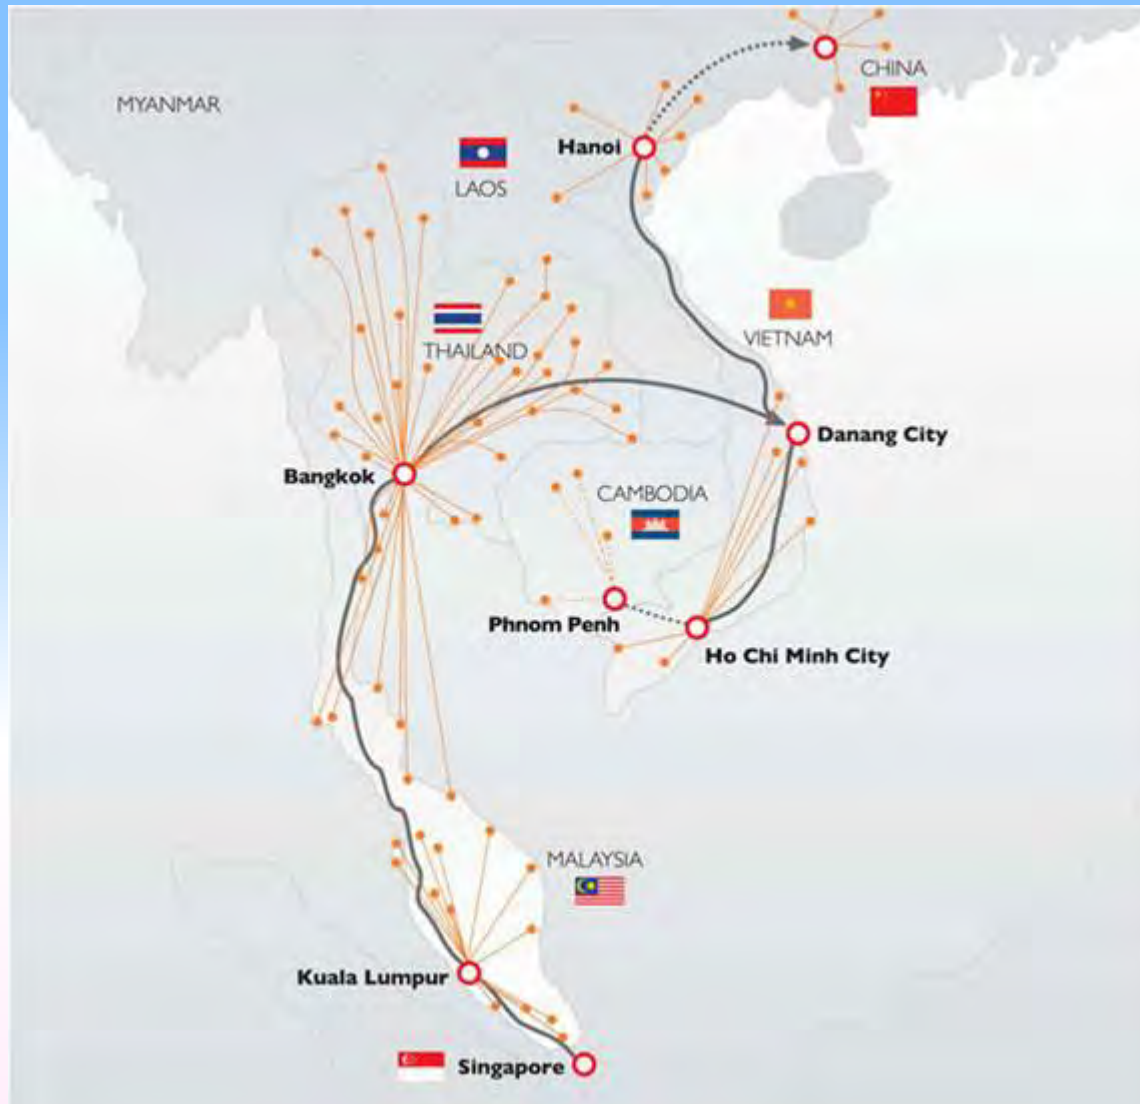 CHINA
MYANMAR
Hanoi
LAOS
VIETNAM
THAILAND
Danang City
Bangkok
CAMBODIA
Phnom Penh
Ho Chi Minh City
MALAYSIA
Kuala Lumpur
Singapore